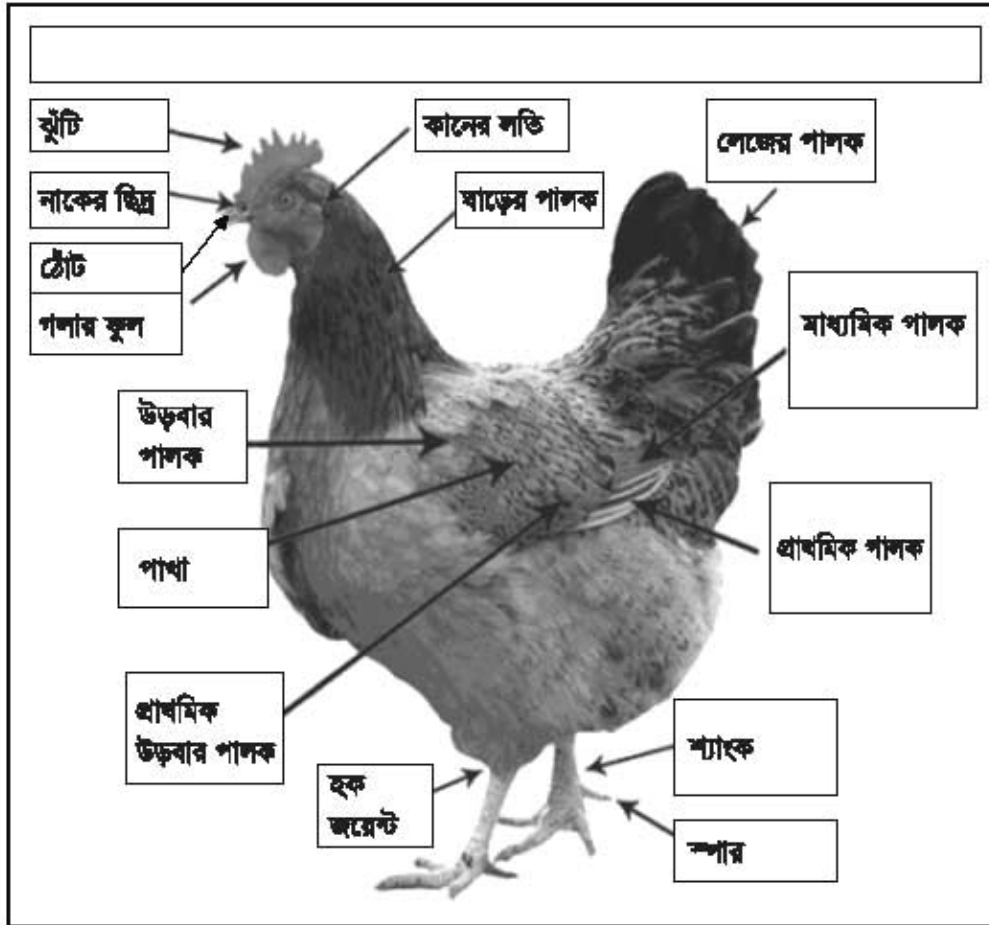 ঝুঁটি
কানের লতি
লেজের পালক
নাকের ছিদ্র
ঘাড়ের পালক
ঠোঁট
গলার ফুল
মাধ্যমিক পালক
উড়বার
পালক
প্রাথমিক পালক
পাখা
প্রাথমিক
উড়বার পালক
শ্যাংক
হক
জয়েন্ট
স্পার